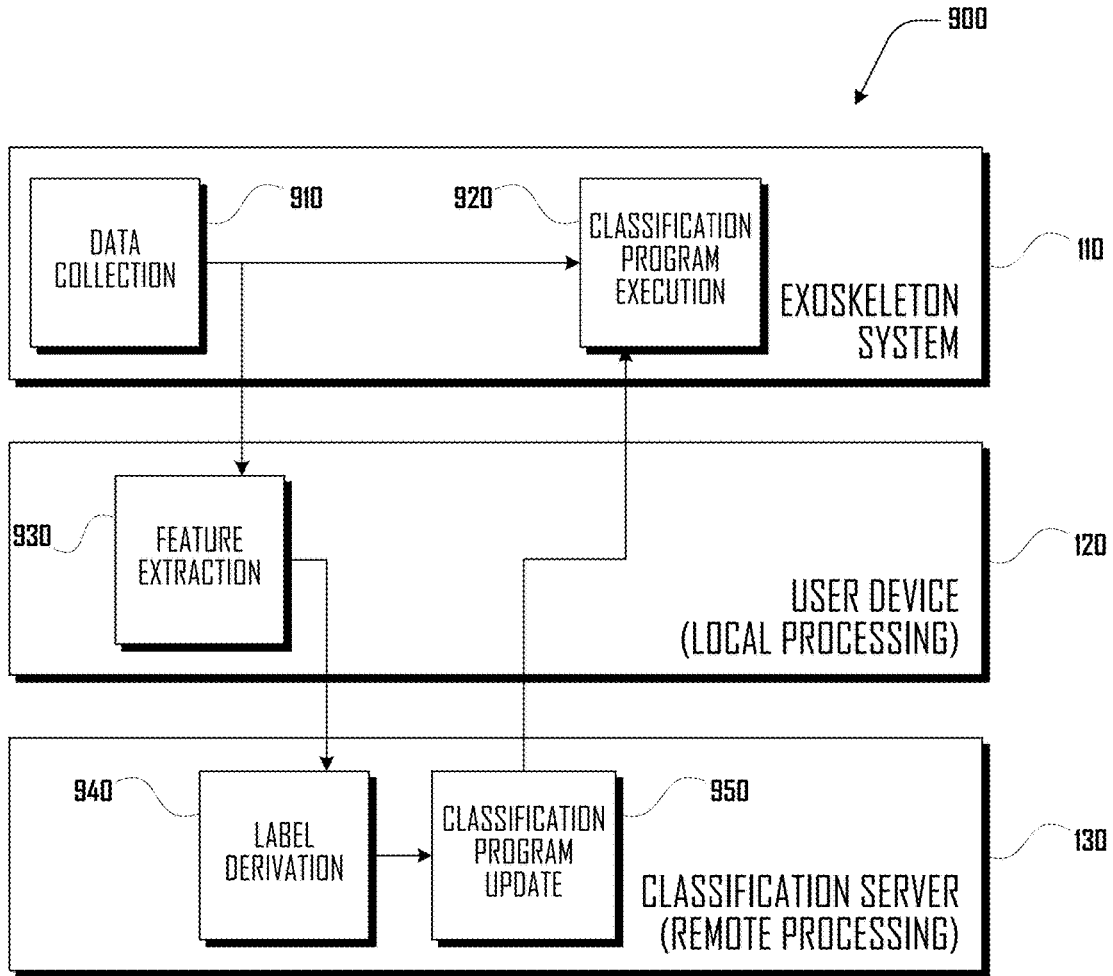 900
DATA
COLLECTION
910
920
CLASSIFICATION
PROGRAM
EXECUTION
EXOSKELETON
SYSTEM
110
930
FEATURE
EXTRACTION
USER DEVICE
(LOCAL PROCESSING)
120
940
LABEL
DERIVATION
CLASSIFICATION
PROGRAM
UPDATE
950
CLASSIFICATION SERVER
(REMOTE PROCESSING)
130